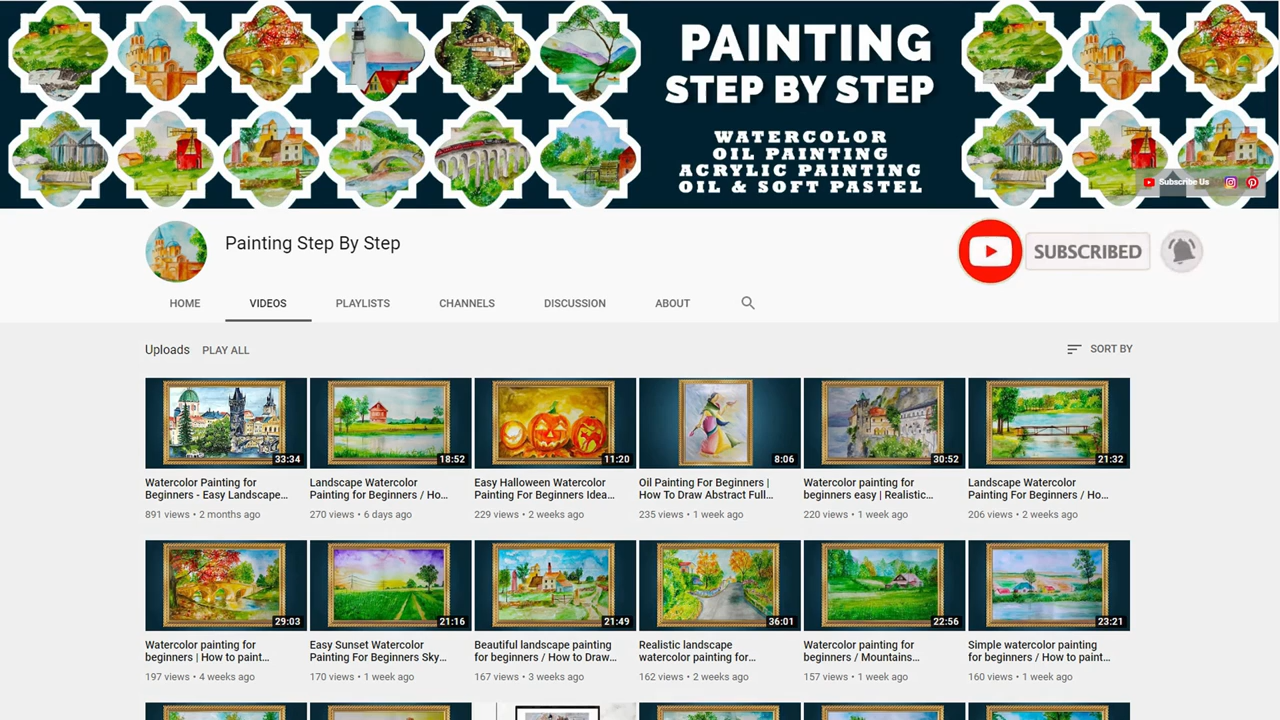 PAINTING
STEP BY STEP
WATERCOLOR
OIL PAINTING
ACRYLIC PAINTING
OIL & SOFT PASTEL
Subscribe Us
Painting Step By Step
SUBSCRIBED
HOME VIDEOS PLAYLISTS CHANNELS DISCUSSION ABOUT
Uploads PLAY ALL SORT BY
33:34 18:52 11:20 8:06 30:52 21:32
Watercolor Painting for Landscape Watercolor Easy Halloween Watercolor Oil Painting For Beginners | Watercolor painting for Landscape Watercolor
Beginners - Easy Landscape... Painting for Beginners / Ho... Painting For Beginners Idea... How To Draw Abstract Full... beginners easy | Realistic... Painting For Beginners / Ho...
891 views • 2 months ago 270 views • 6 days ago 229 views • 2 weeks ago 235 views • 1 week ago 220 views • 1 week ago 206 views • 2 weeks ago
29:03 21:16 21:49 36:01 22:56 23:21
Watercolor painting for Easy Sunset Watercolor Beautiful landscape painting Realistic landscape Watercolor painting for Simple watercolor painting
beginners | How to paint... Painting For Beginners Sky... for beginners / How to Draw... watercolor painting for... beginners / Mountains... for beginners / How to paint...
197 views • 4 weeks ago 170 views • 1 week ago 167 views • 3 weeks ago 162 views • 2 weeks ago 157 views • 1 week ago 160 views • 1 week ago